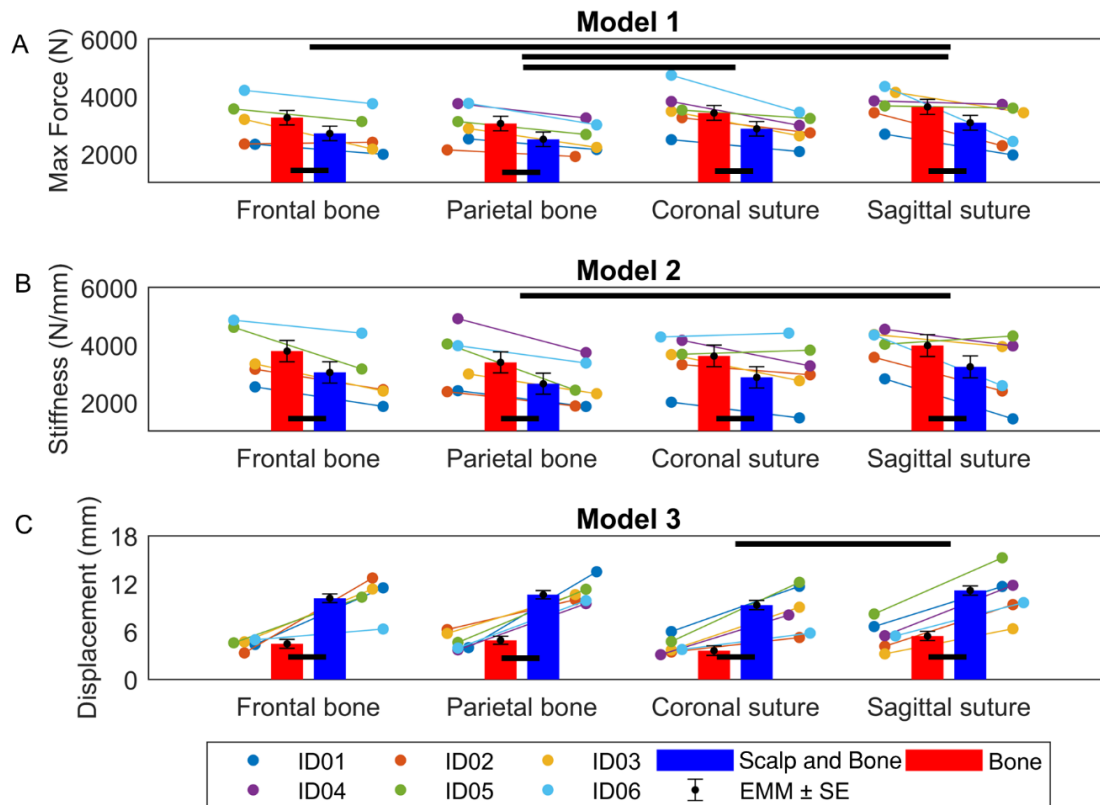 Model 1
A
Max Force (N)
6000
4000
2000
Frontal bone Parietal bone Coronal suture Sagittal suture
Model 2
B
Stiffness (N/mm)
6000
4000
2000
Frontal bone Parietal bone Coronal suture Sagittal suture
Model 3
C
Displacement (mm)
18
12
6
0
Frontal bone Parietal bone Coronal suture Sagittal suture
ID01 ID02 ID03 Scalp and Bone Bone
ID04 ID05 ID06 EMM ± SE